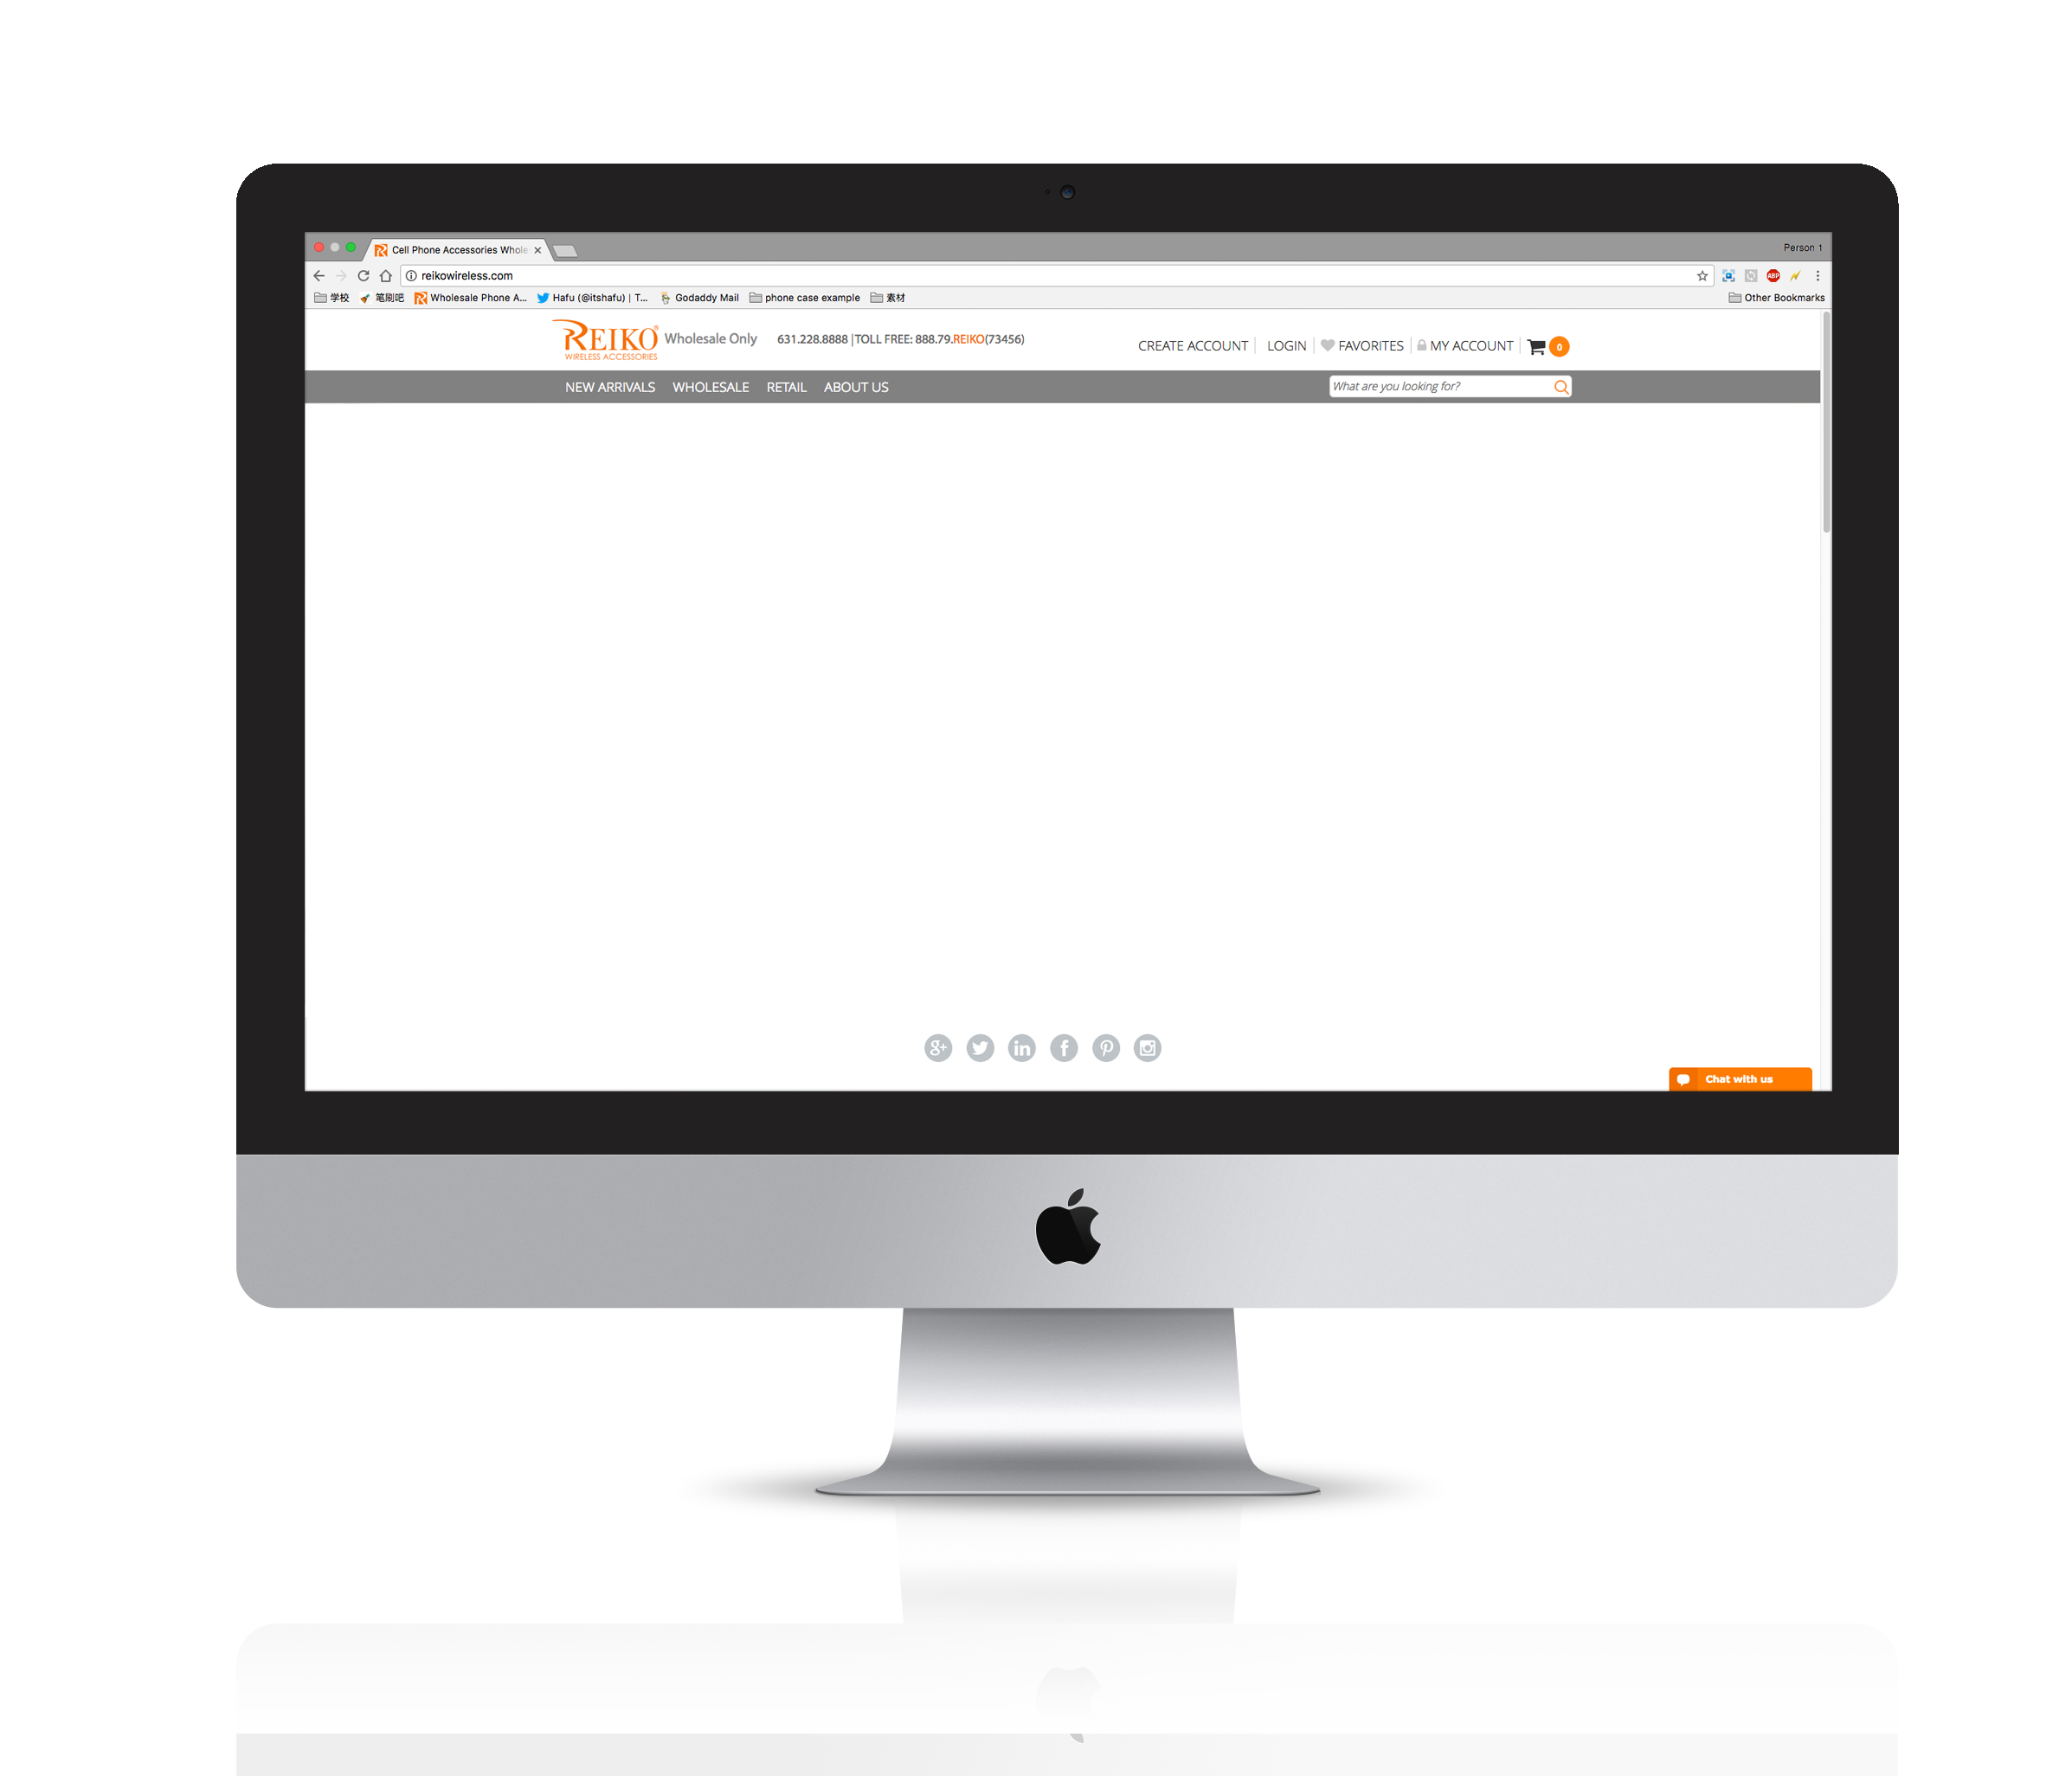 Cell Phone Accessories Whole
Person 1
reikowireless.com
ABP
学校 笔刷吧 Wholesale Phone A... Hafu (@itshafu) | T... Godaddy Mail phone case example 素材 Other Bookmarks
REIKO® Wholesale Only 631.228.8888 |TOLL FREE: 888.79.REIKO(73456)
WIRELESS ACCESSORIES
CREATE ACCOUNT LOGIN FAVORITES MY ACCOUNT 0
NEW ARRIVALS WHOLESALE RETAIL ABOUT US What are you looking for?
g+ in f
Chat with us